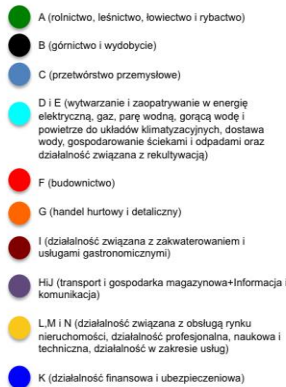 A (rolnictwo, leśnictwo, łowiectwo i rybactwo)
B (górnictwo i wydobycie)
C (przetwórstwo przemysłowe)
D i E (wytwarzanie i zaopatrywanie w energię
elektryczną, gaz, parę wodną, gorącą wodę i
powietrze do układów klimatyzacyjnych, dostawa
wody, gospodarowanie ściekami i odpadami oraz
działalność związana z rekultywacją)
F (budownictwo)
G (handel hurtowy i detaliczny)
I (działalność związana z zakwaterowaniem i
usługami gastronomicznymi)
HiJ (transport i gospodarka magazynowa+Informacja i
komunikacja)
L,M i N (działalność związana z obsługą rynku
nieruchomości, działalność profesjonalna, naukowa i
techniczna, działalność w zakresie usług)
K (działalność finansowa i ubezpieczeniowa)